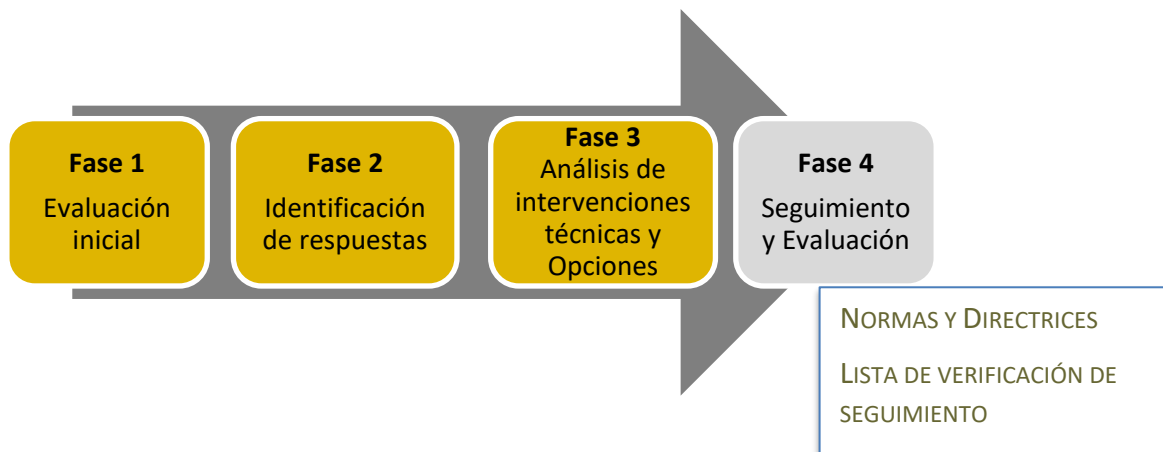 Fase 1
Evaluación
inicial
Fase 2
Identificación
de respuestas
Fase 3
Análisis de
intervenciones
técnicas y
Opciones
Fase 4
Seguimiento
y Evaluación
NORMAS Y DIRECTRICES
LISTA DE VERIFICACIÓN DE
SEGUIMIENTO